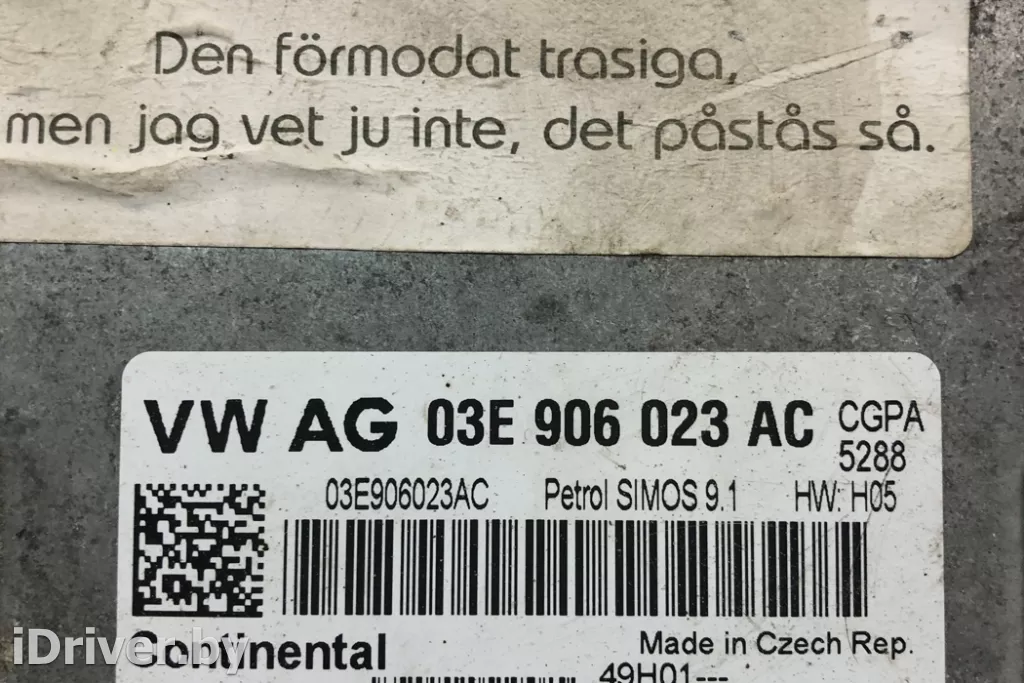 Den förmodat trasiga,
men jag vet ju inte, det påstås så.
VW AG 03E 906 023 AC CGPA
5288
03E906023AC Petrol SIMOS 9.1 HW: H05
Continental Made in Czech Rep.
49H01---
iDriver.by